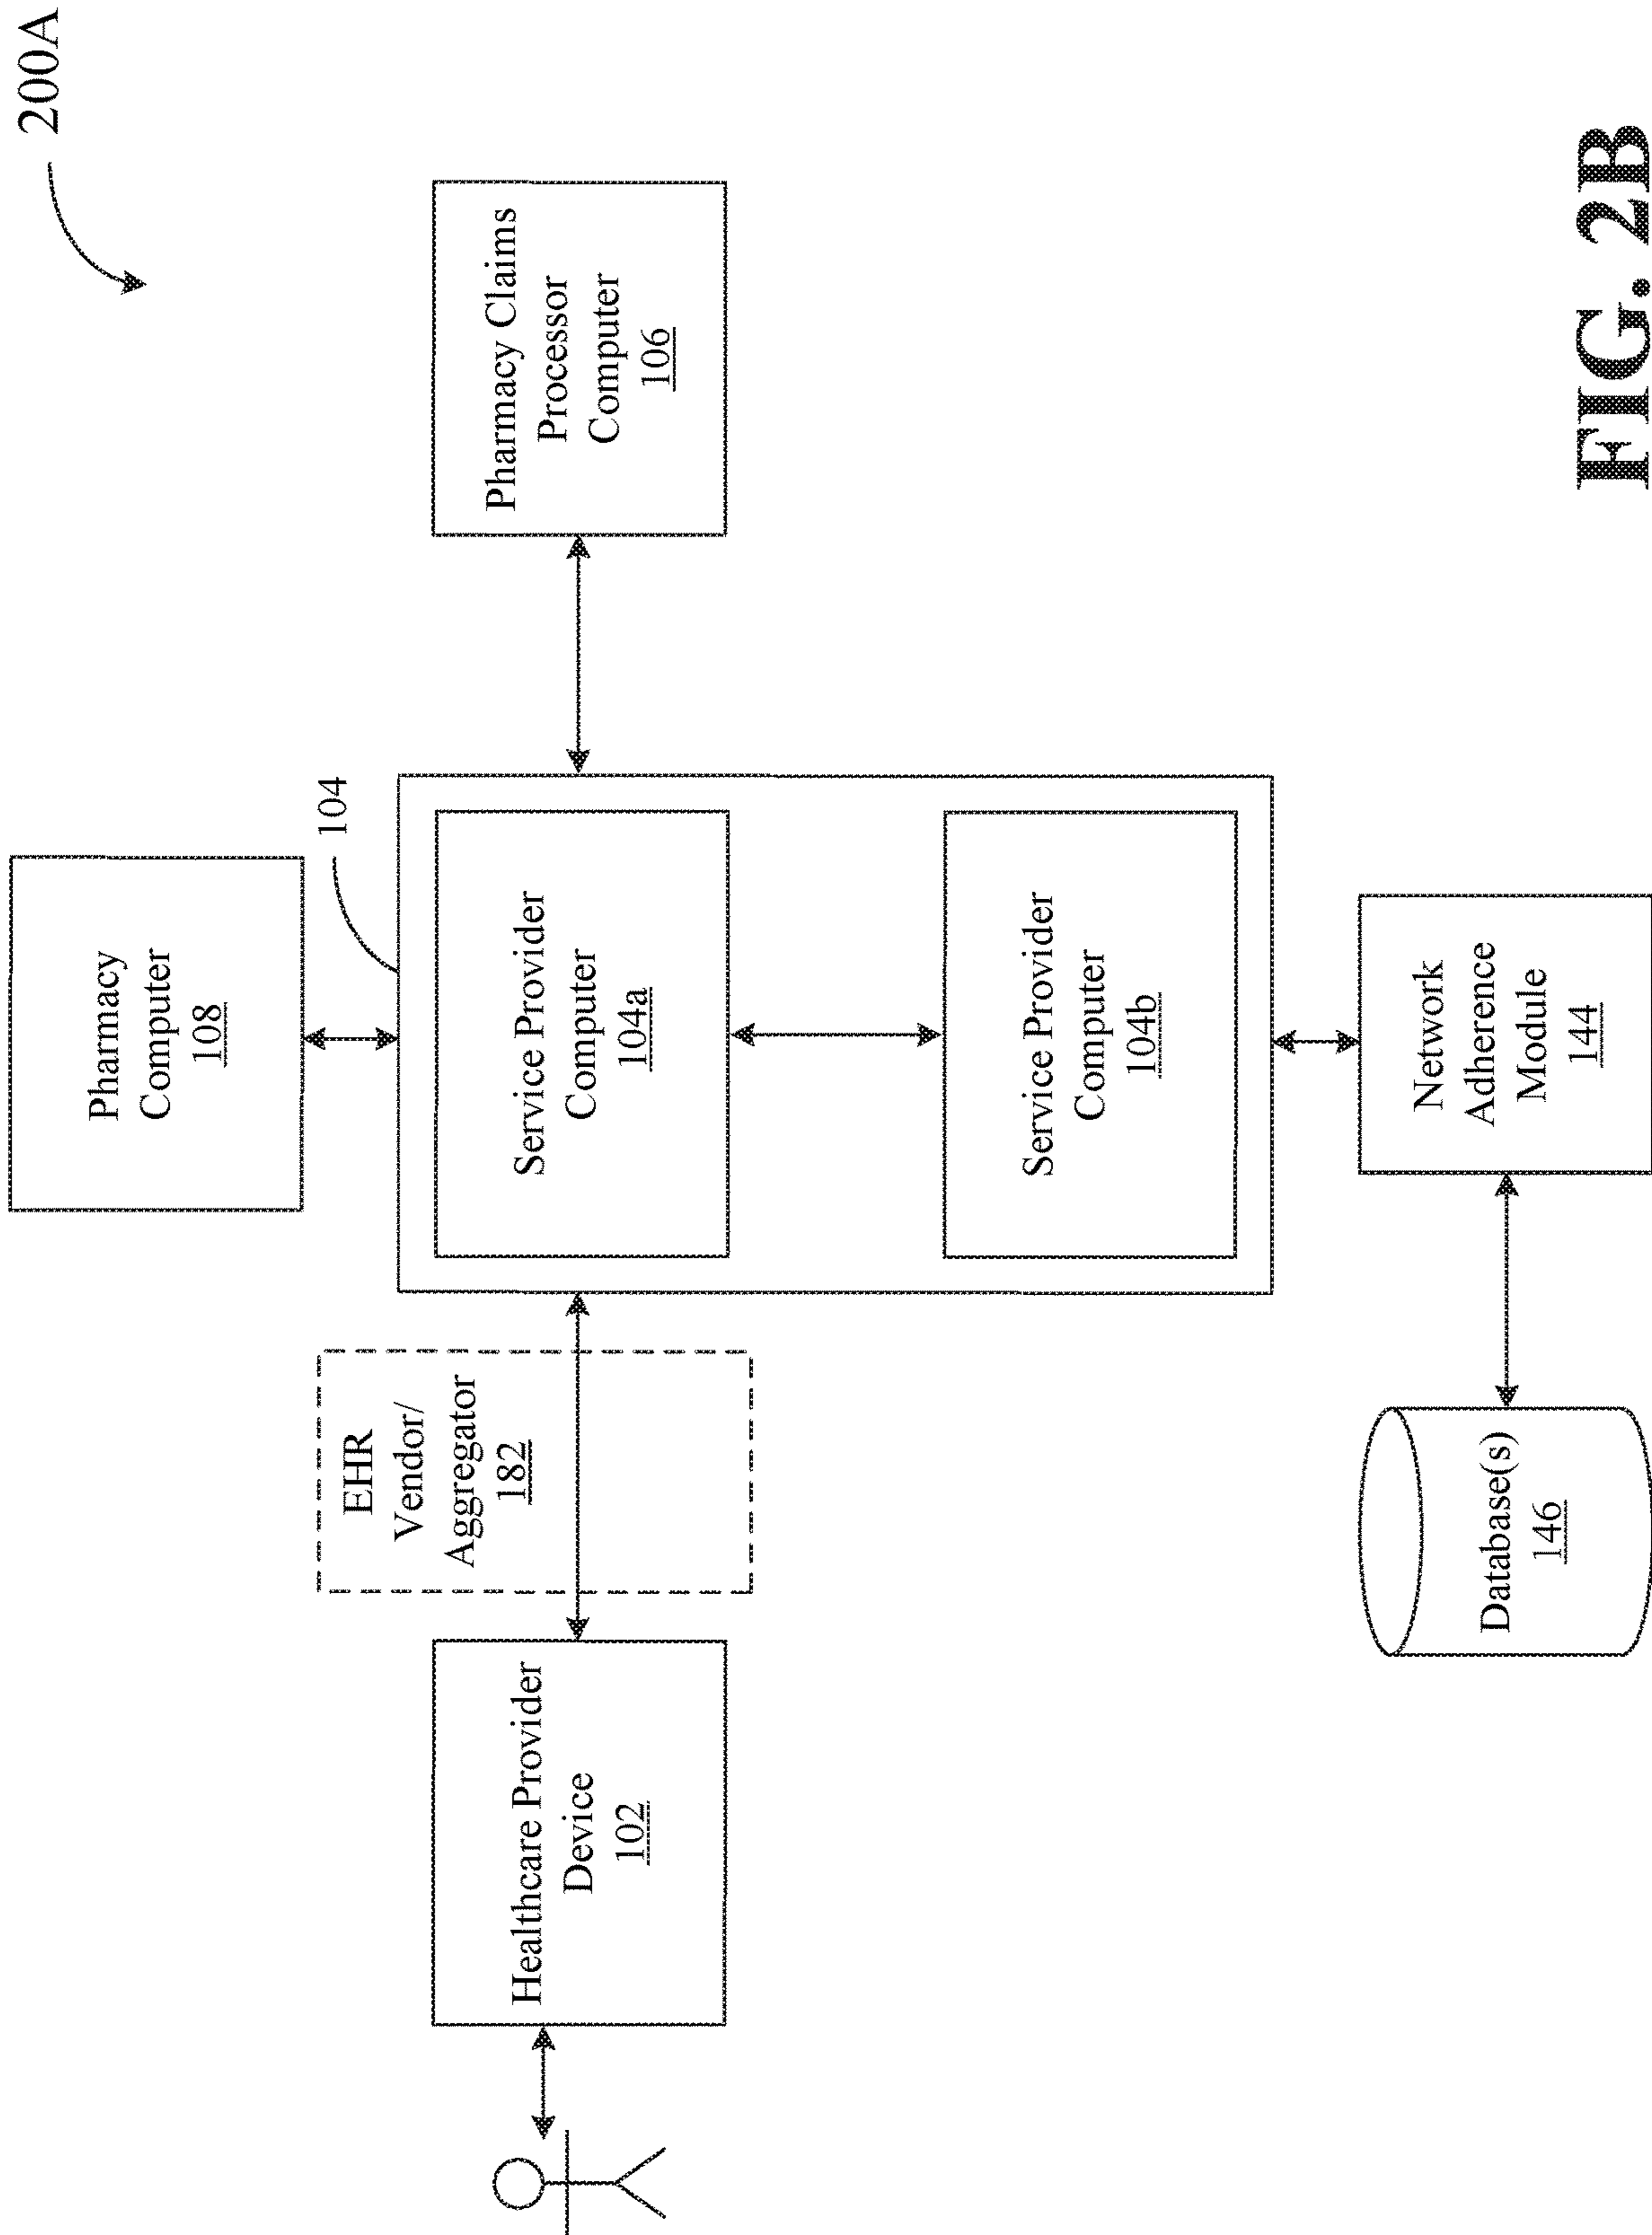 200A
Pharmacy
Computer
108
104
EHR
Vendor/
Aggregator
182
Healthcare Provider
Device
102
Service Provider
Computer
104a
Pharmacy Claims
Processor
Computer
106
Service Provider
Computer
104b
Database(s)
146
Network
Adherence
Module
144
FIG. 2B